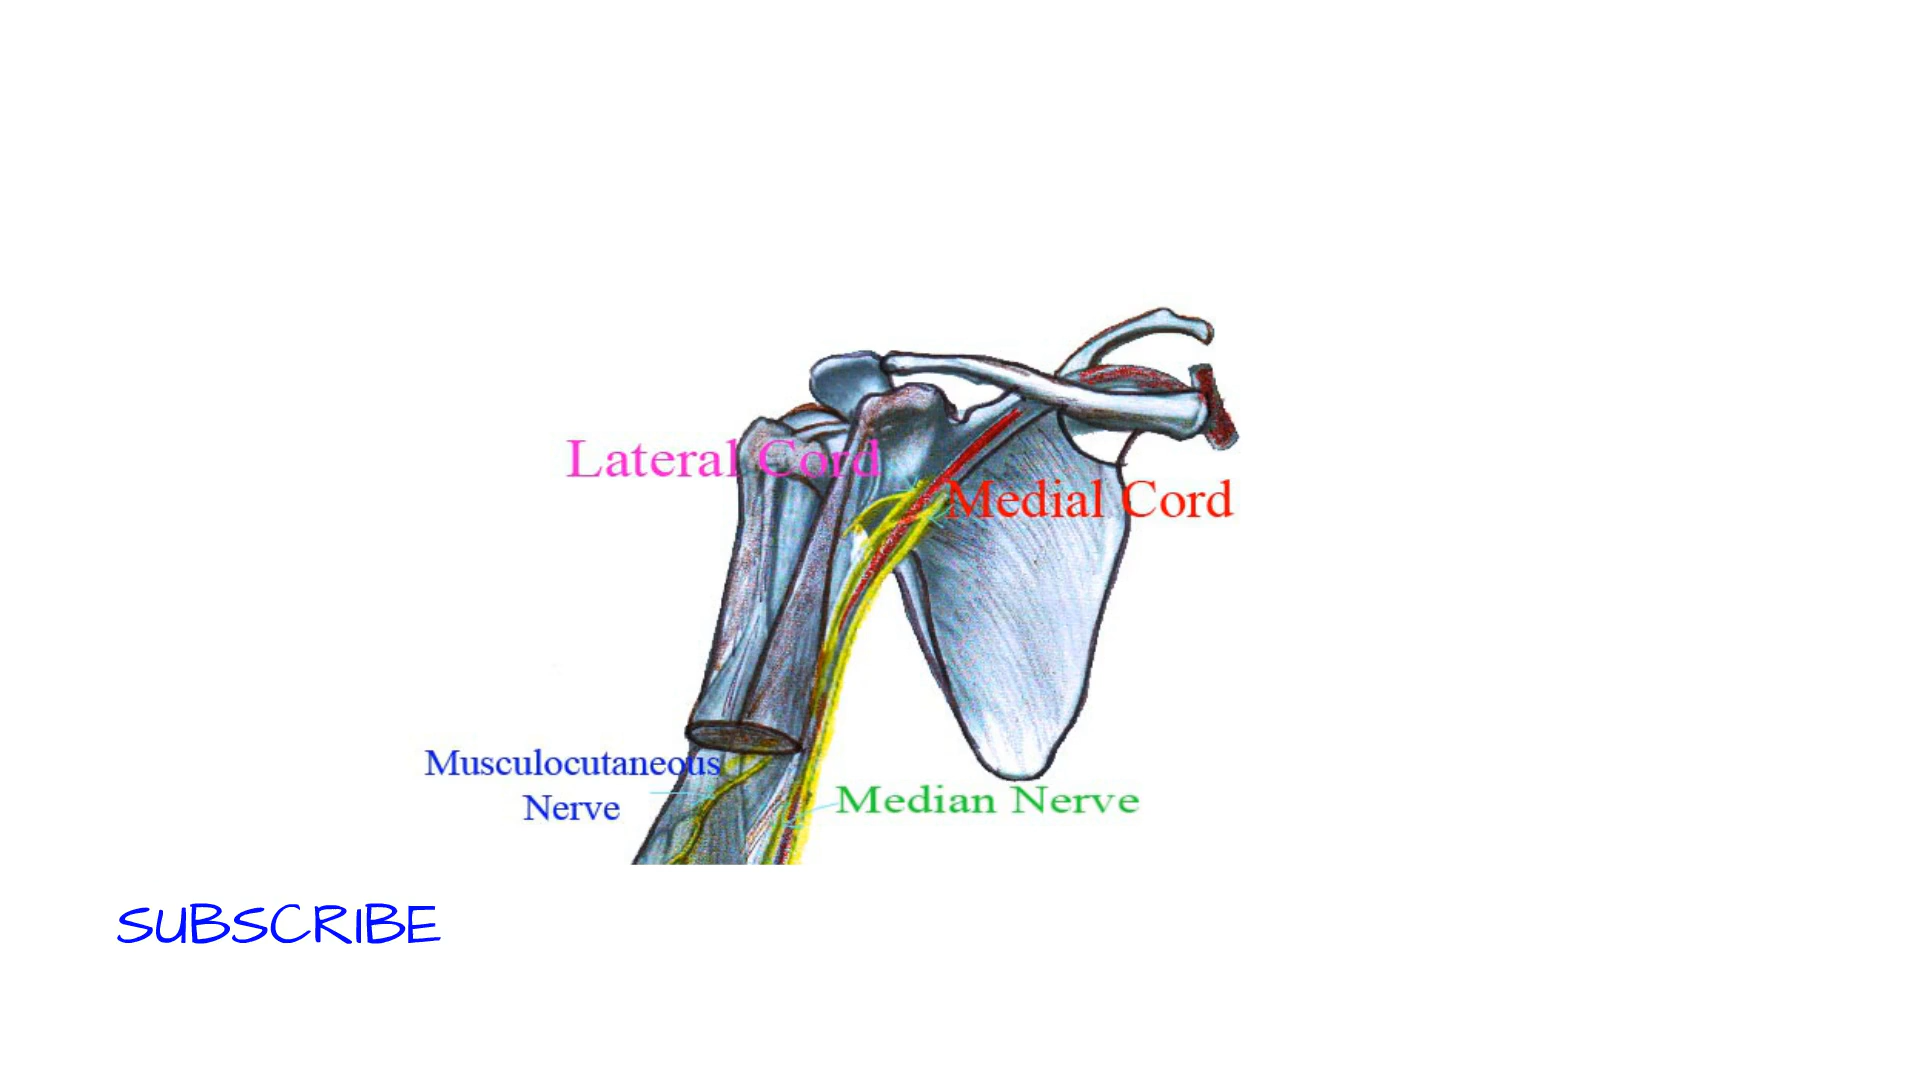 Lateral Cord
Medial Cord
Musculocutaneous
Nerve
Median Nerve
SUBSCRIBE